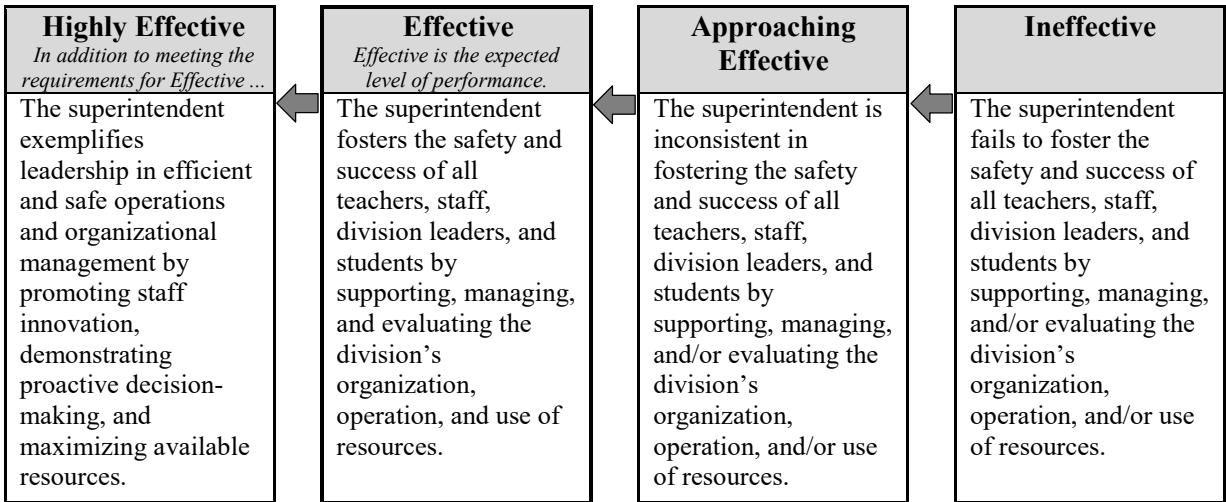 Highly Effective
In addition to meeting the
requirements for Effective ...
The superintendent
exemplifies
leadership in efficient
and safe operations
and organizational
management by
promoting staff
innovation,
demonstrating
proactive decision-
making, and
maximizing available
resources.
Effective
Effective is the expected
level of performance.
The superintendent
fosters the safety and
success of all
teachers, staff,
division leaders, and
students by
supporting, managing,
and evaluating the
division’s
organization,
operation, and use of
resources.
Approaching
Effective
The superintendent is
inconsistent in
fostering the safety
and success of all
teachers, staff,
division leaders, and
students by
supporting, managing,
and/or evaluating the
division’s
organization,
operation, and/or use
of resources.
Ineffective
The superintendent
fails to foster the
safety and success of
all teachers, staff,
division leaders, and
students by
supporting, managing,
and/or evaluating the
division’s
organization,
operation, and/or use
of resources.